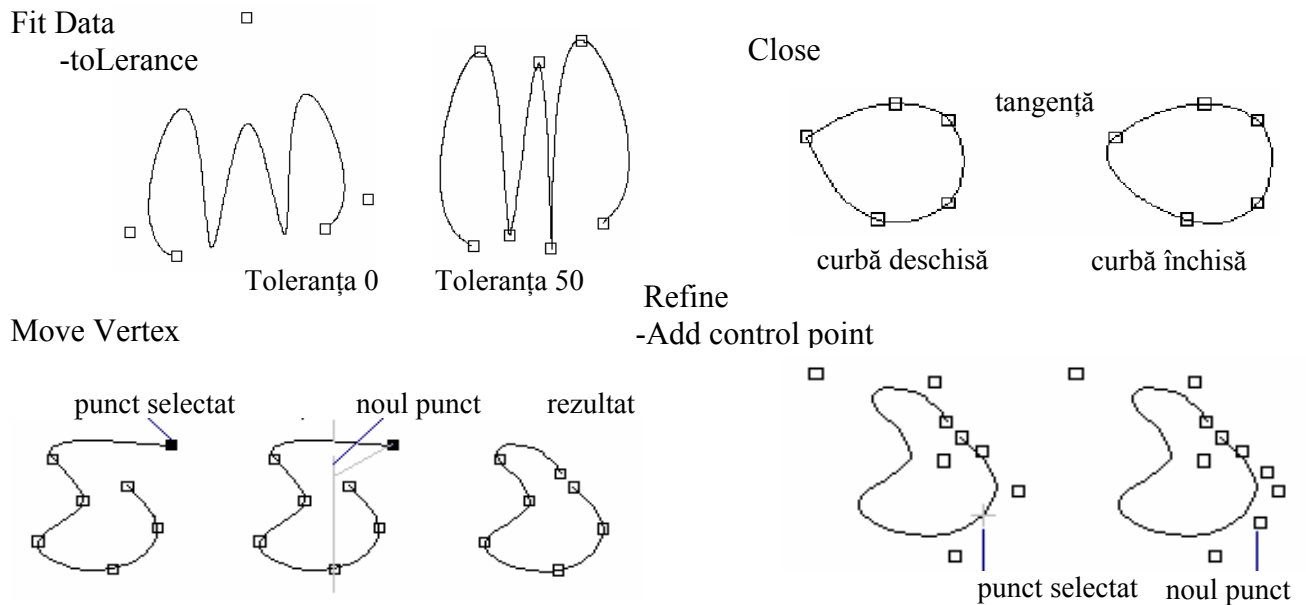 Fit Data
-toLerance
Toleranța 0
Toleranța 50
Close
tangență
curbă deschisă
curbă închisă
Move Vertex
punct selectat
noul punct
rezultat
Refine
-Add control point
punct selectat
noul punct